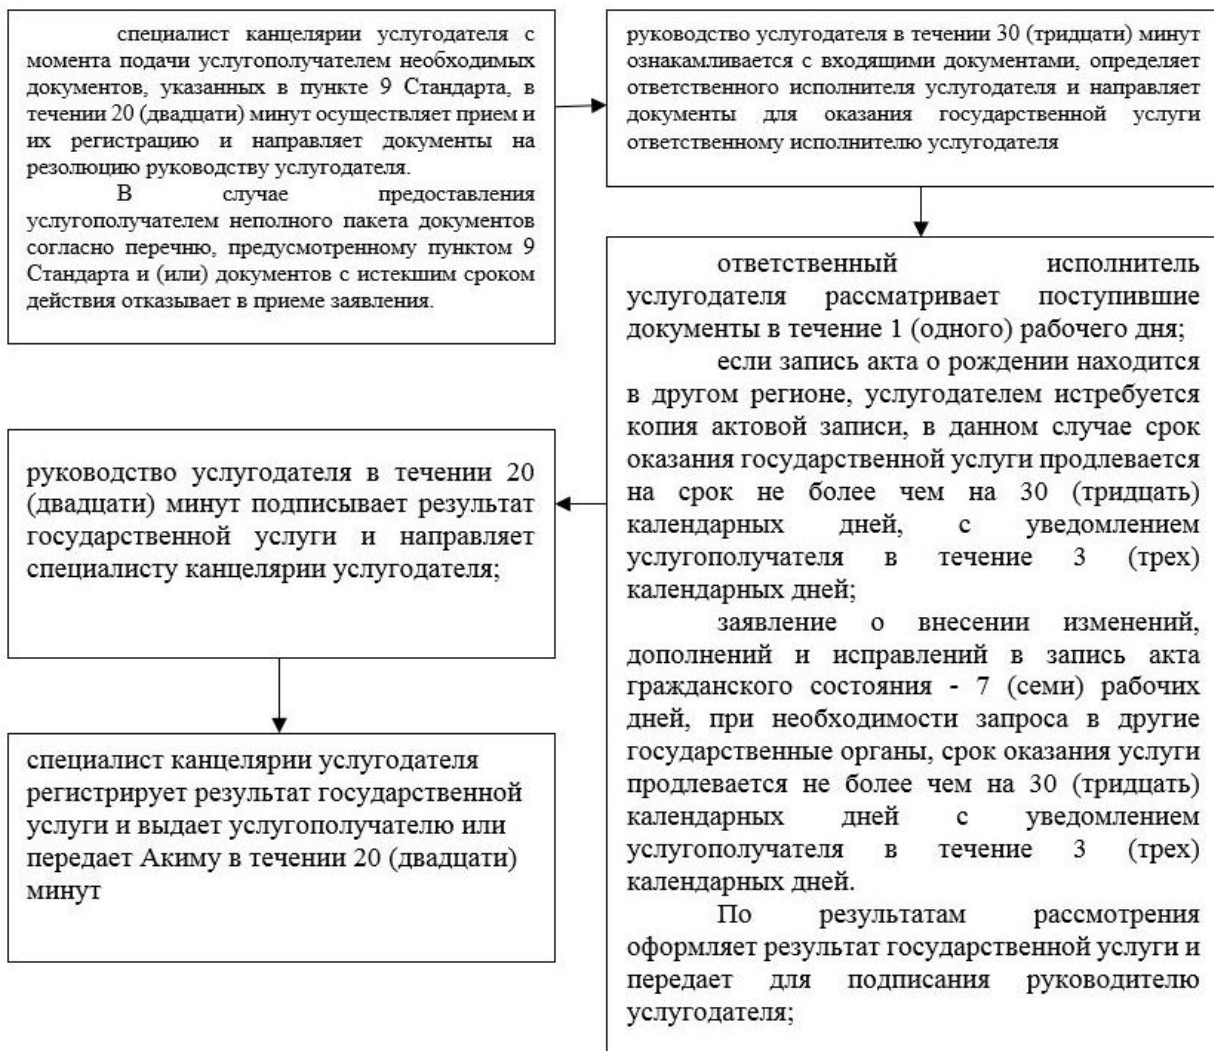 специалист канцелярии услугодателя с
момента подачи услугополучателем необходимых
документов, указанных в пункте 9 Стандарта, в
течении 20 (двадцати) минут осуществляет прием и
их регистрацию и направляет документы на
резолюцию руководству услугодателя.
В случае предоставления
услугополучателем неполного пакета документов
согласно перечню, предусмотренному пунктом 9
Стандарта и (или) документов с истекшим сроком
действия отказывает в приеме заявления.
руководство услугодателя в течении 30 (тридцати) минут
ознакамливается с входящими документами, определяет
ответственного исполнителя услугодателя и направляет
документы для оказания государственной услуги
ответственному исполнителю услугодателя
ответственный исполнитель
услугодателя рассматривает поступившие
документы в течение 1 (одного) рабочего дня;
если запись акта о рождении находится
в другом регионе, услугодателем истребуется
копия актовой записи, в данном случае срок
оказания государственной услуги продлевается
на срок не более чем на 30 (тридцать)
календарных дней, с уведомлением
услугополучателя в течение 3 (трех)
календарных дней;
заявление о внесении изменений,
дополнений и исправлений в запись акта
гражданского состояния - 7 (семи) рабочих
дней, при необходимости запроса в другие
государственные органы, срок оказания услуги
продлевается не более чем на 30 (тридцать)
календарных дней с уведомлением
услугополучателя в течение 3 (трех)
календарных дней.
По результатам рассмотрения
оформляет результат государственной услуги и
передает для подписания руководителю
услугодателя;
руководство услугодателя в течении 20
(двадцати) минут подписывает результат
государственной услуги и направляет
специалисту канцелярии услугодателя;
специалист канцелярии услугодателя
регистрирует результат государственной
услуги и выдает услугополучателю или
передает Акиму в течении 20 (двадцати)
минут